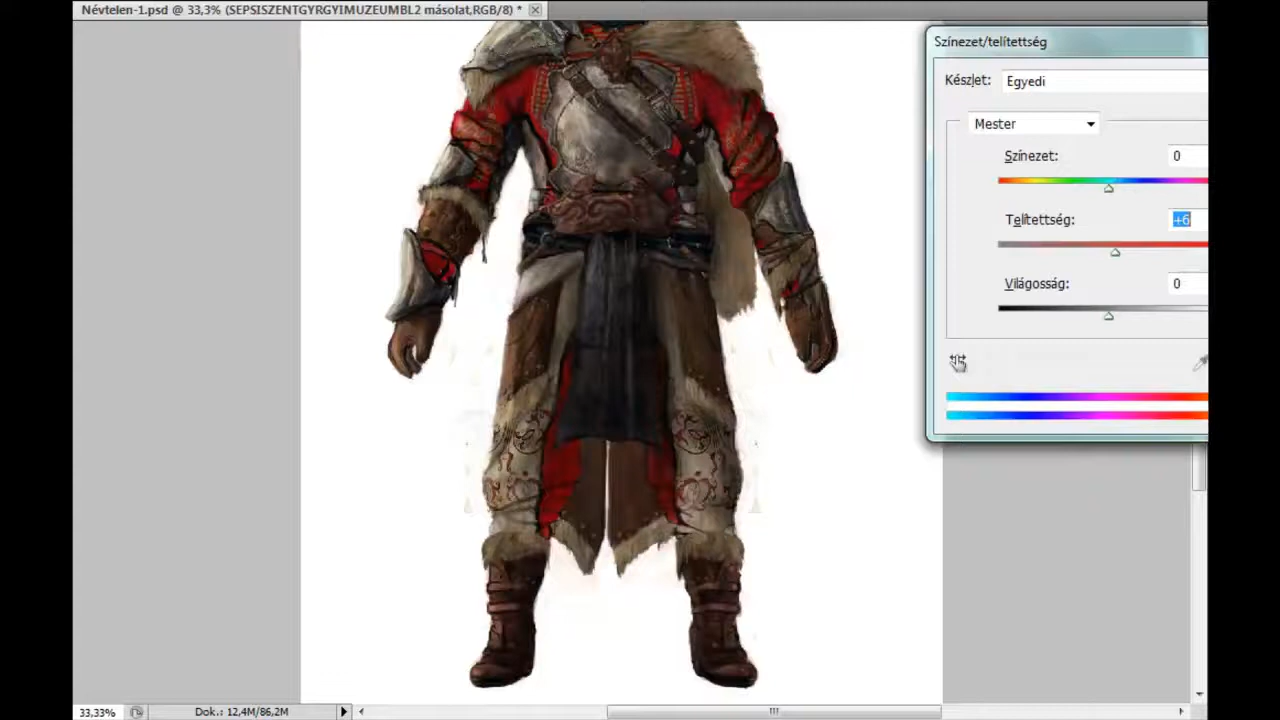 Névtelen-1.psd @ 33,3% (SEPSISZENTGYRGYIMUZEUMBL2 másolat,RGB/8) *
Színezet/telítettség
Készlet: Egyedi
Mester
Színezet: 0
Telítettség: +6
Világosság: 0
33,33% Dok.: 12,4M/86,2M